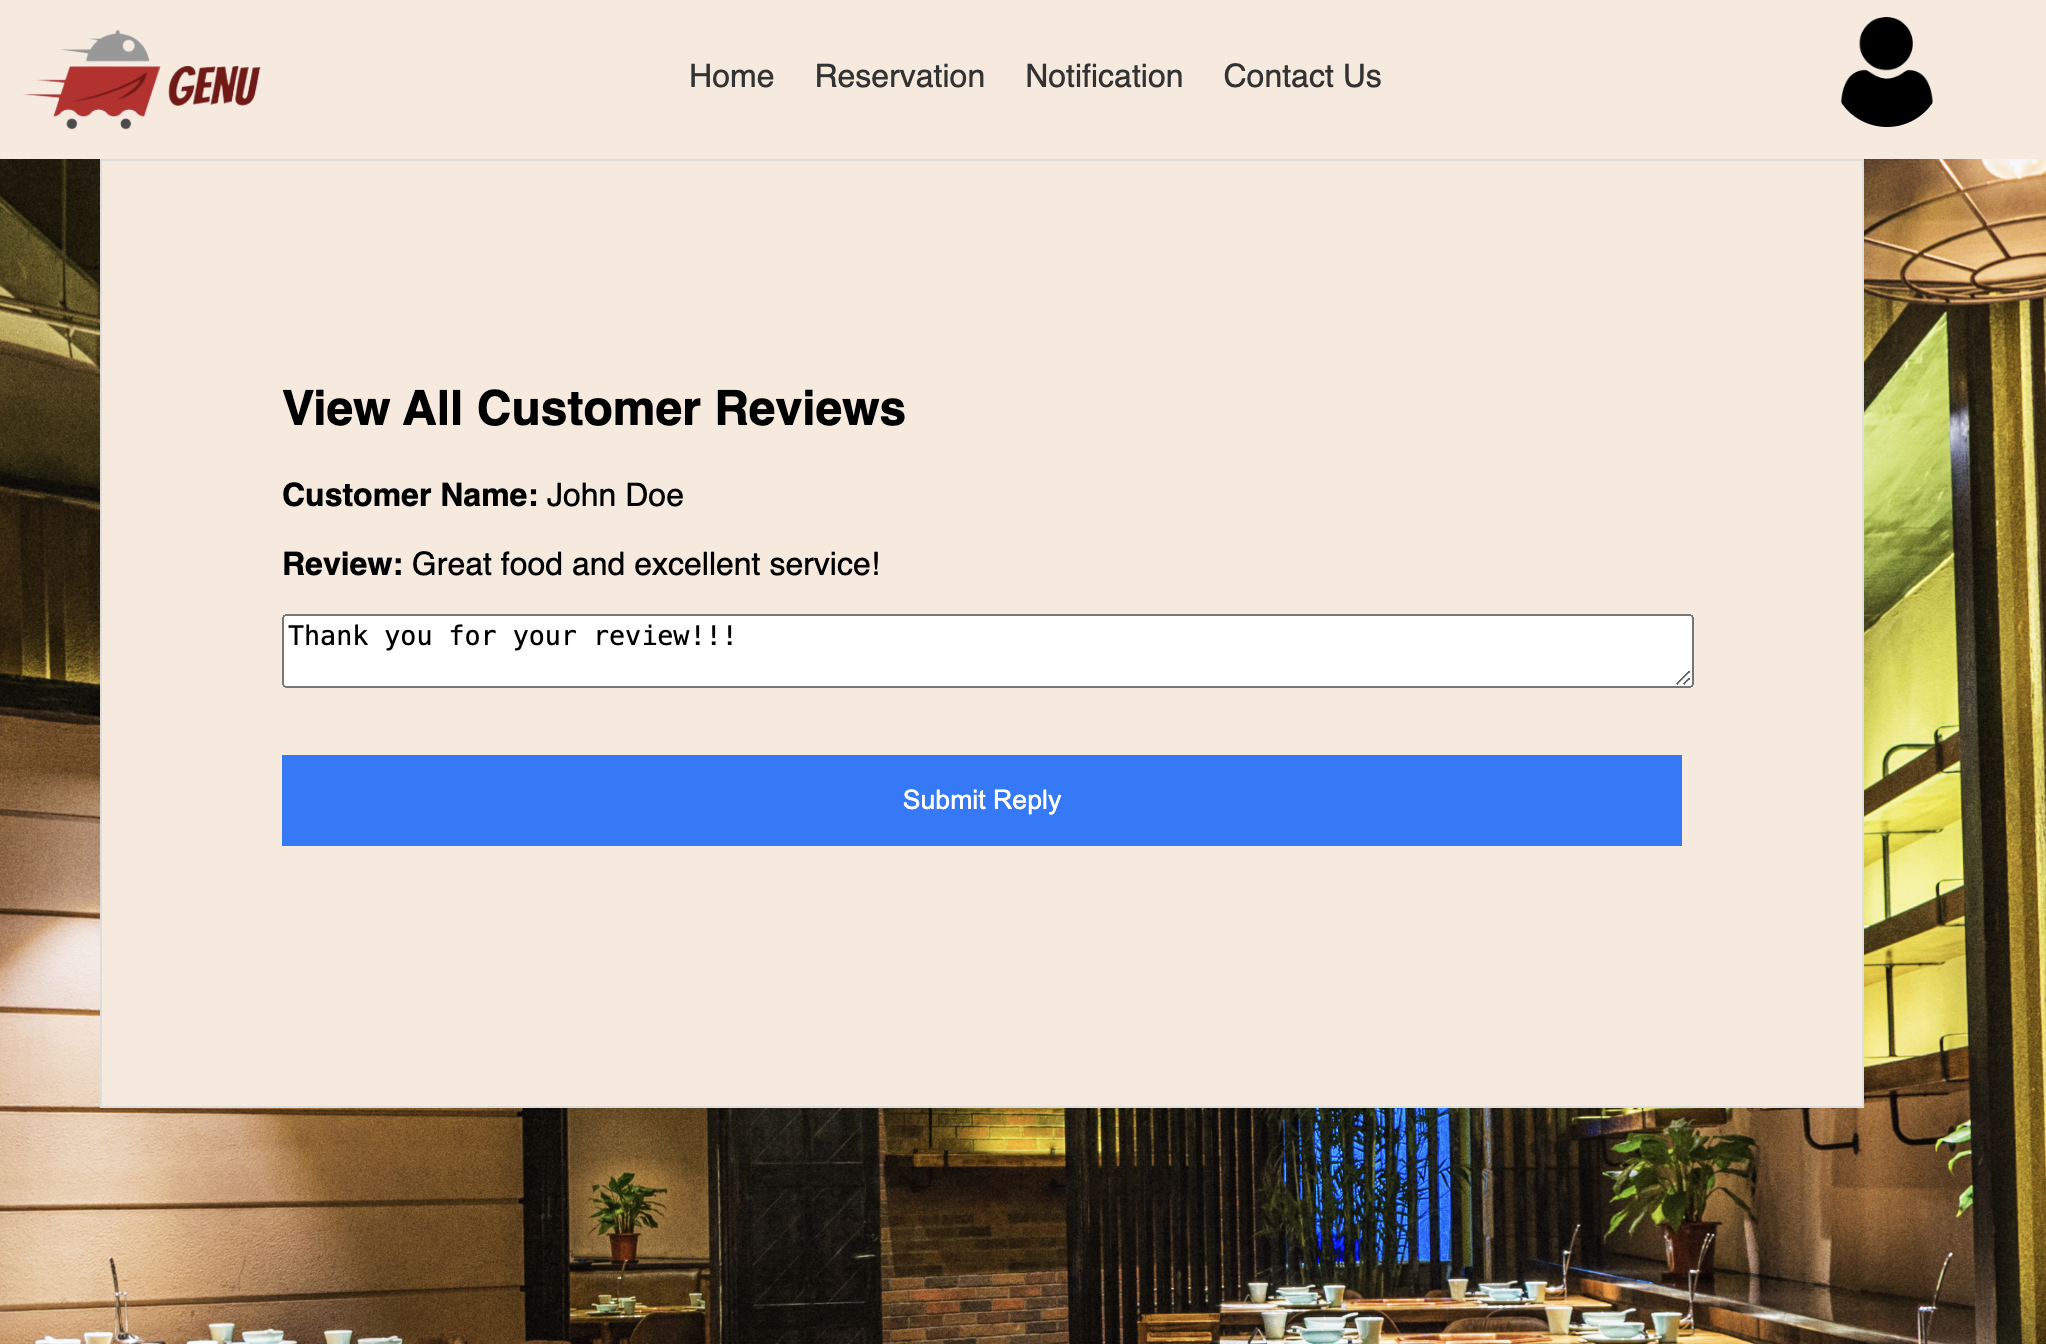 GENU
Home Reservation Notification Contact Us
View All Customer Reviews
Customer Name: John Doe
Review: Great food and excellent service!
Thank you for your review!!!
Submit Reply